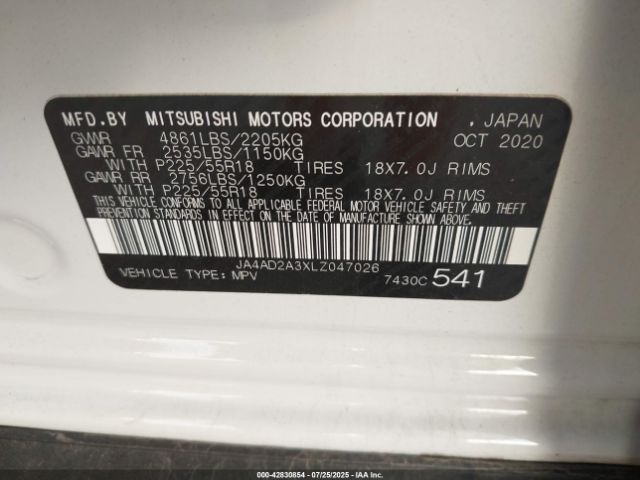 MFD.BY MITSUBISHI MOTORS CORPORATION . JAPAN
GVWR 4861LBS/2205KG OCT 2020
GAWR FR 2535LBS/1150KG
WITH P225/55R18 TIRES 18X7.0J RIMS
GAWR RR 2756LBS/1250KG
WITH P225/55R18 TIRES 18X7.0J RIMS
THIS VEHICLE CONFORMS TO ALL APPLICABLE FEDERAL MOTOR VEHICLE SAFETY AND THEFT
PREVENTION STANDARDS IN EFFECT ON THE DATE OF MANUFACTURE SHOWN ABOVE.
JA4AD2A3XLZ047026
VEHICLE TYPE: MPV 7430C 541
000-42830854 - 07/25/2025 - IAAI.COM